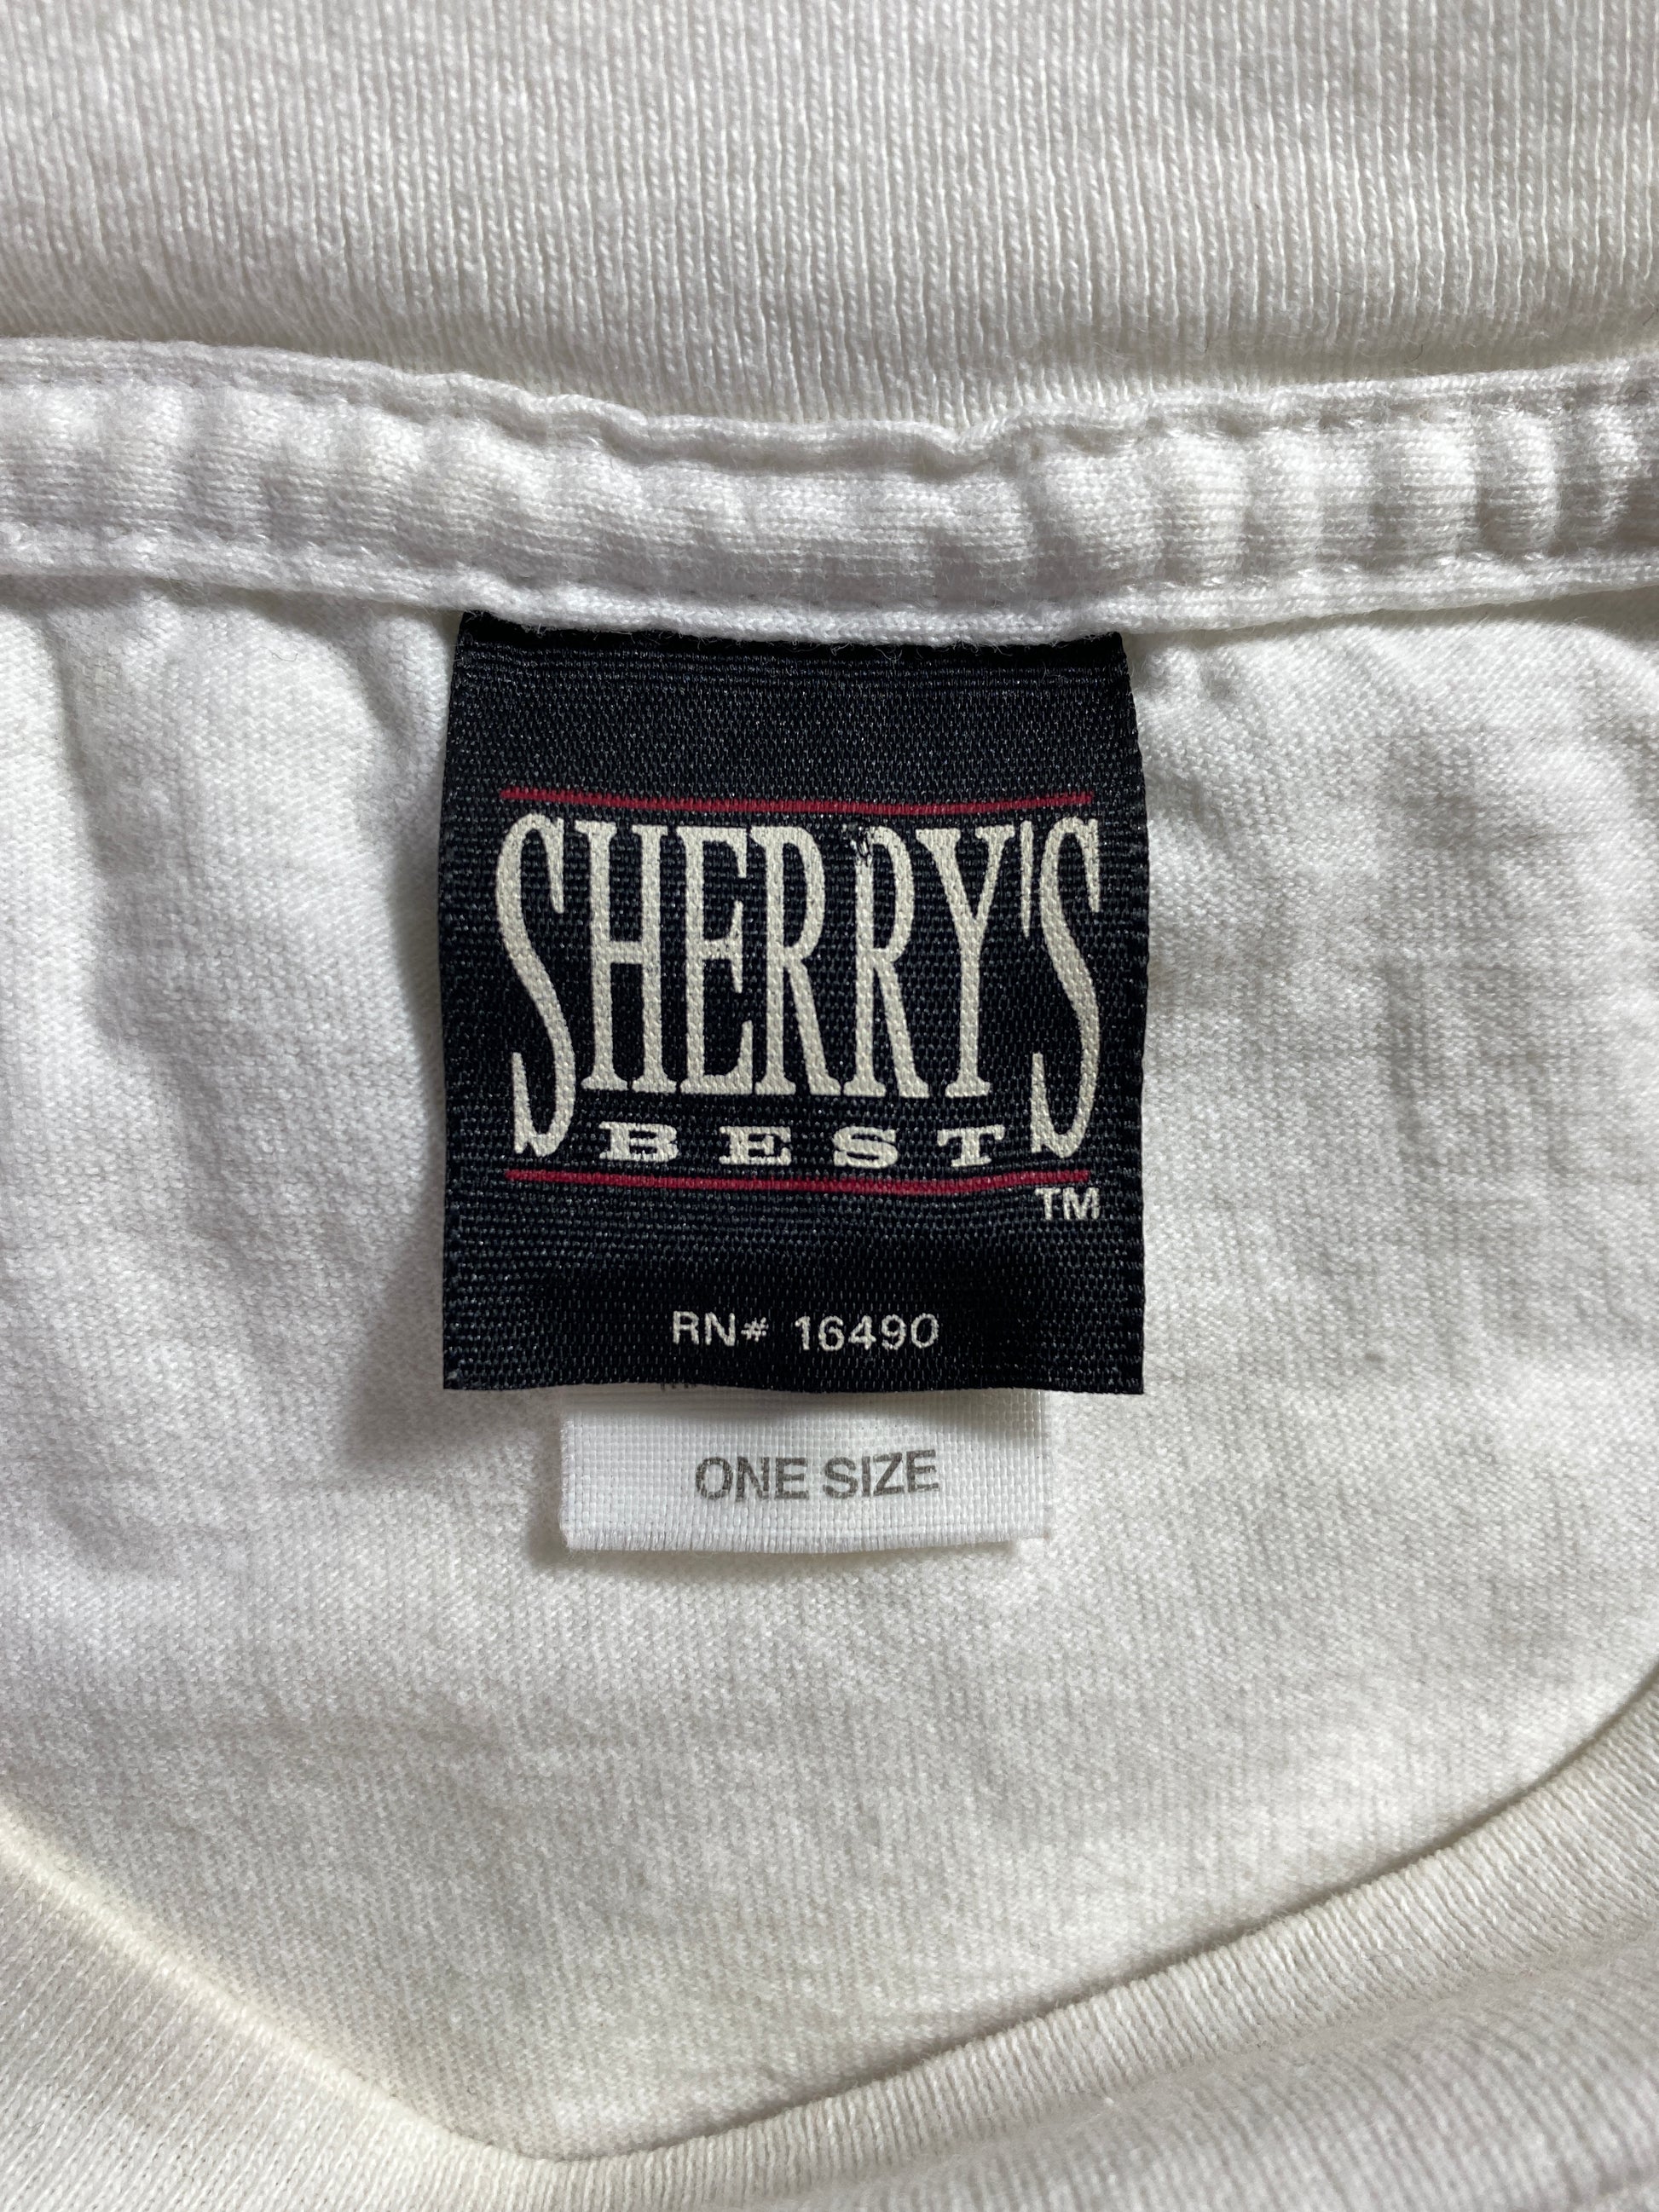 SHERRY'S
BEST
TM
RN# 16490
ONE SIZE